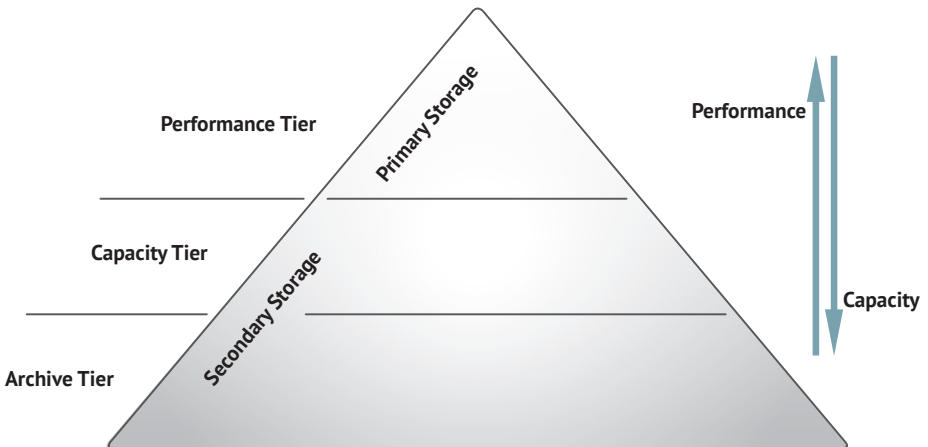 Primary Storage
Performance Tier
Performance
Capacity Tier
Secondary Storage
Capacity
Archive Tier